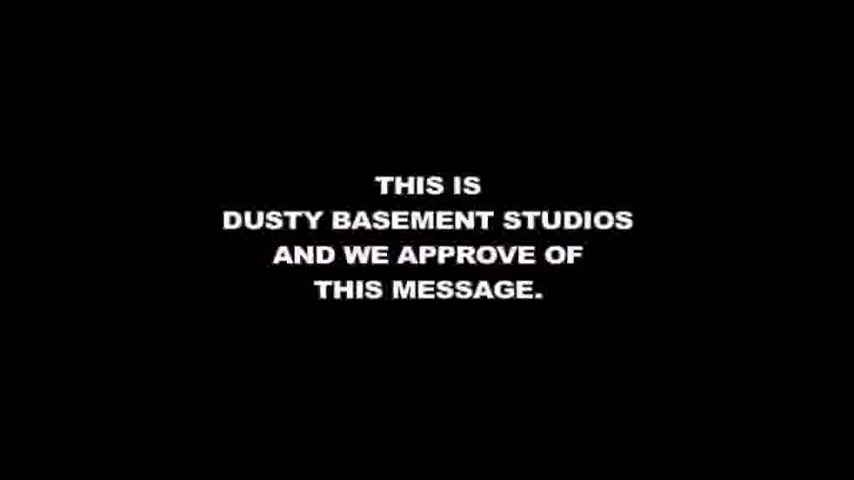 THIS IS
DUSTY BASEMENT STUDIOS
AND WE APPROVE OF
THIS MESSAGE.